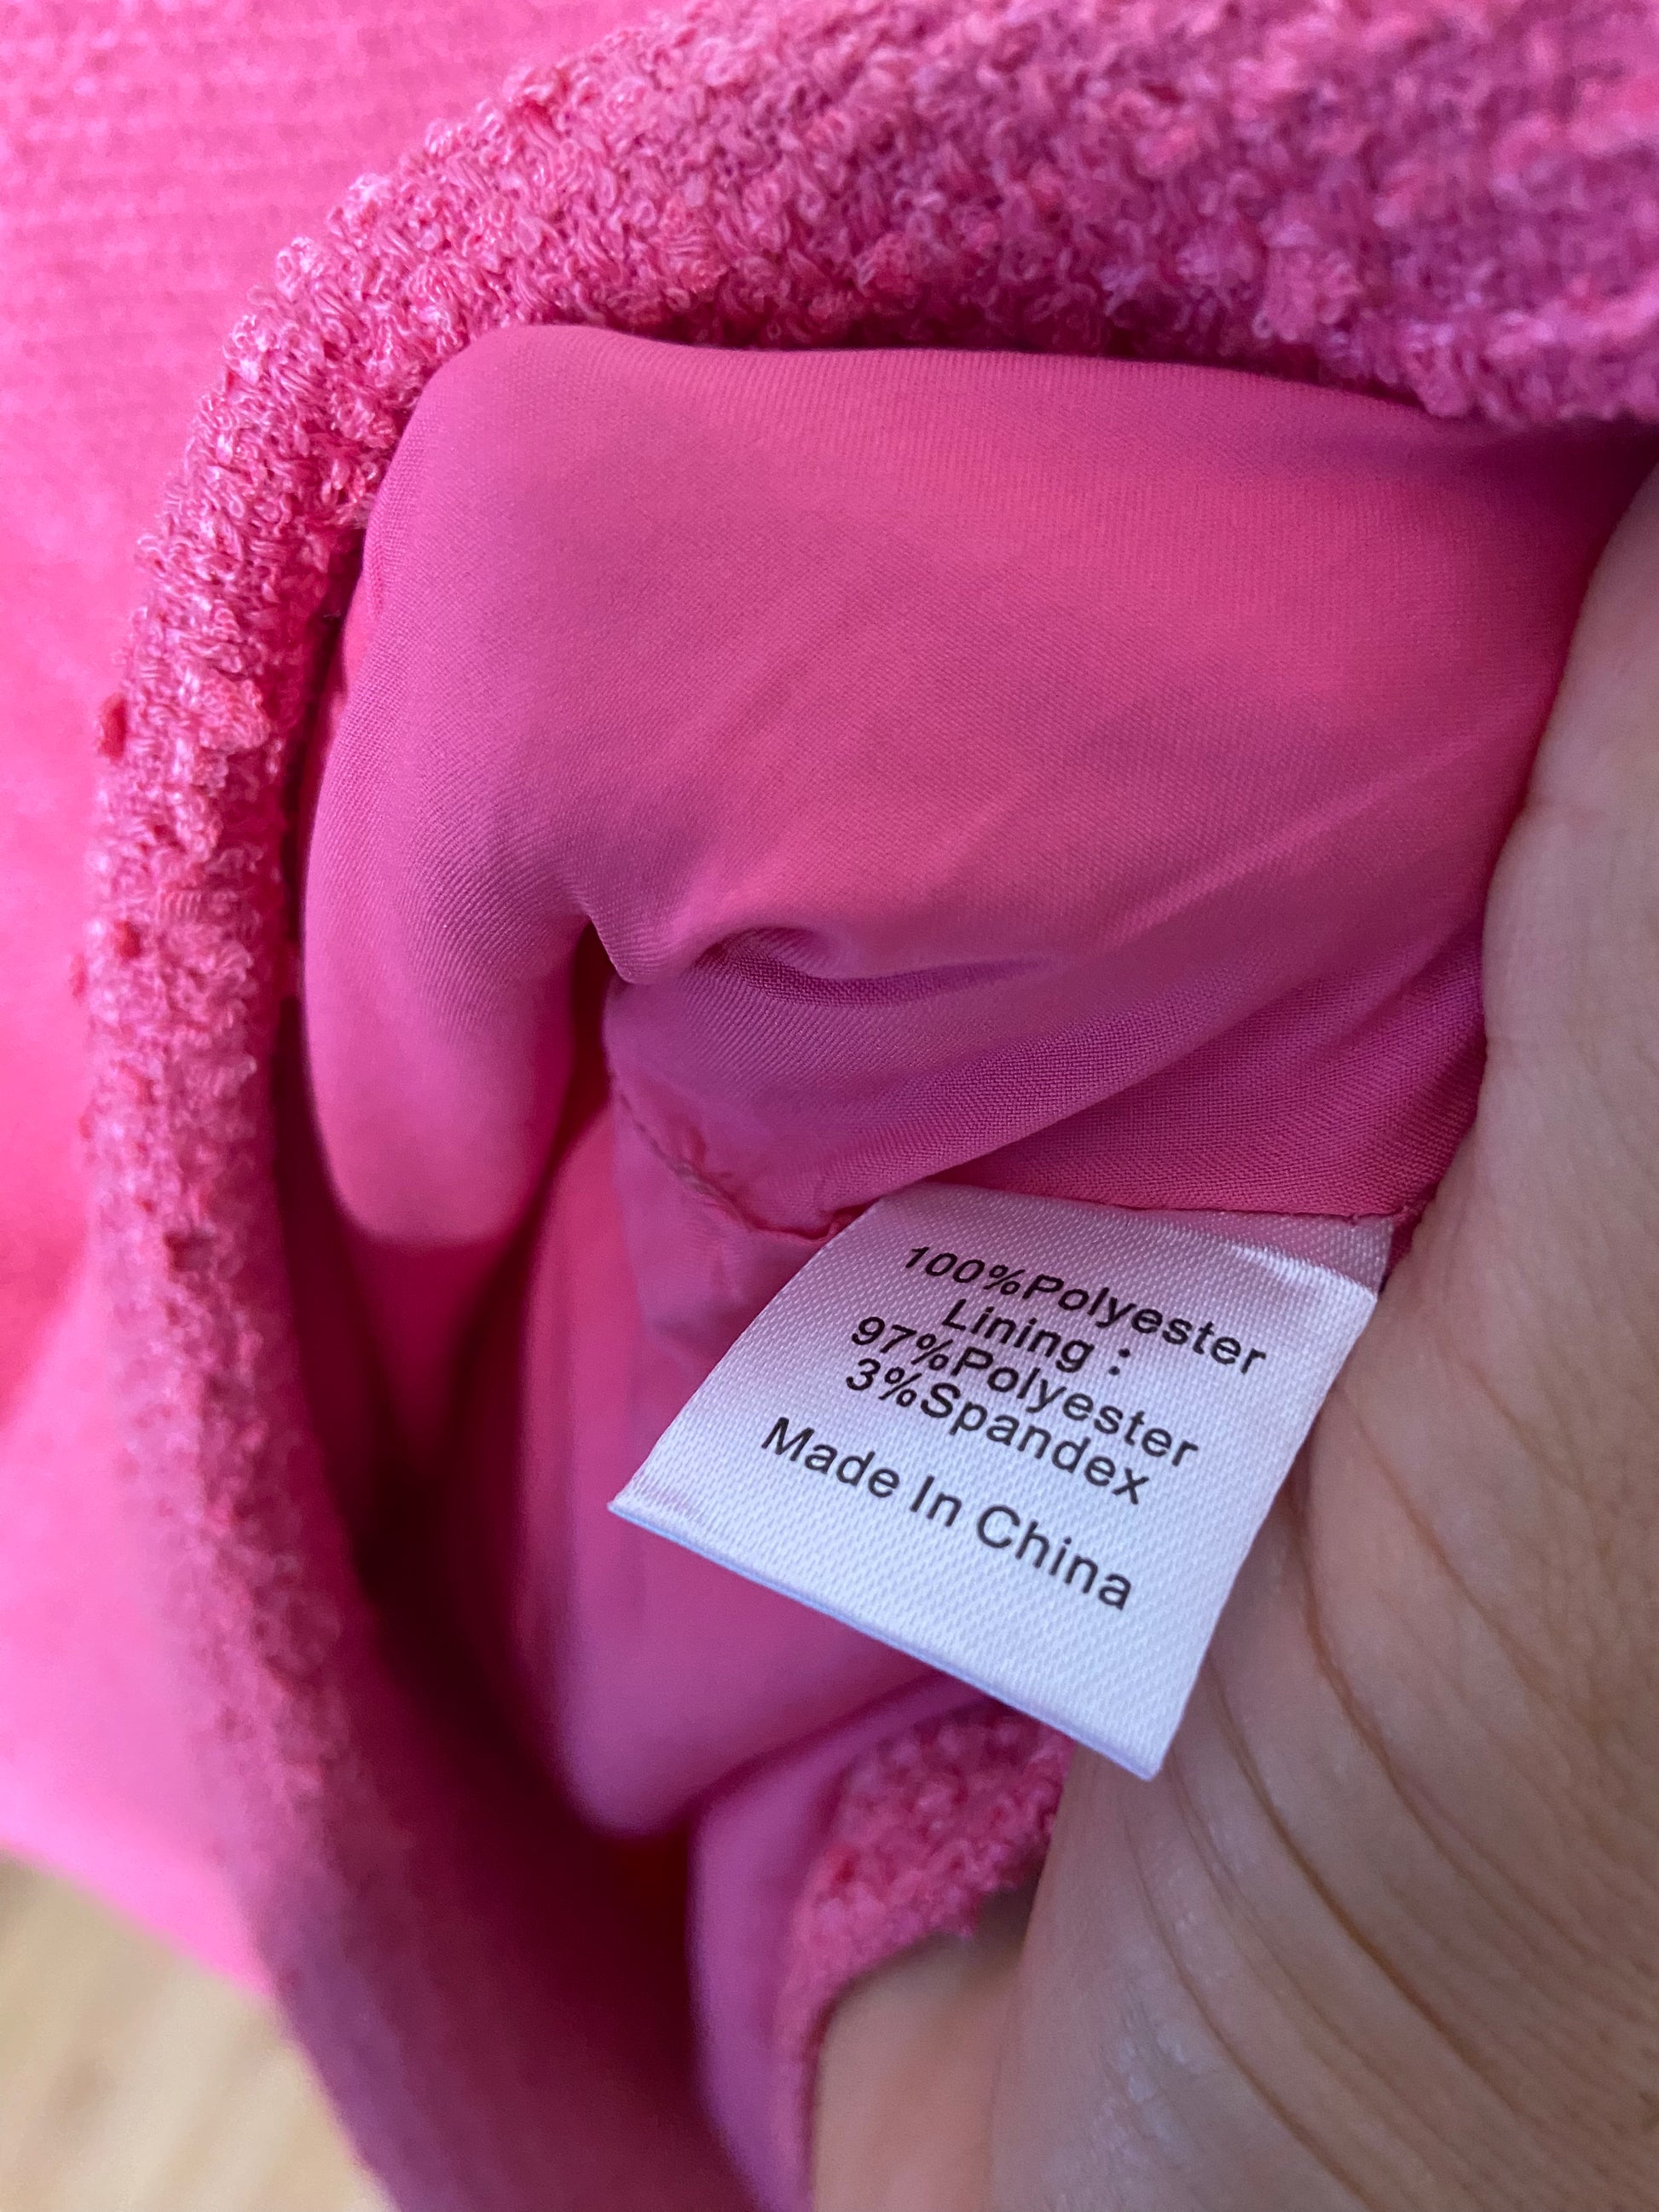 100%Polyester
Lining :
97%Polyester
3%Spandex
Made In China